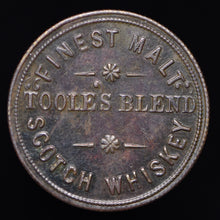 FINEST MALT
TOOLE'S BLEND
SCOTCH WHISKEY